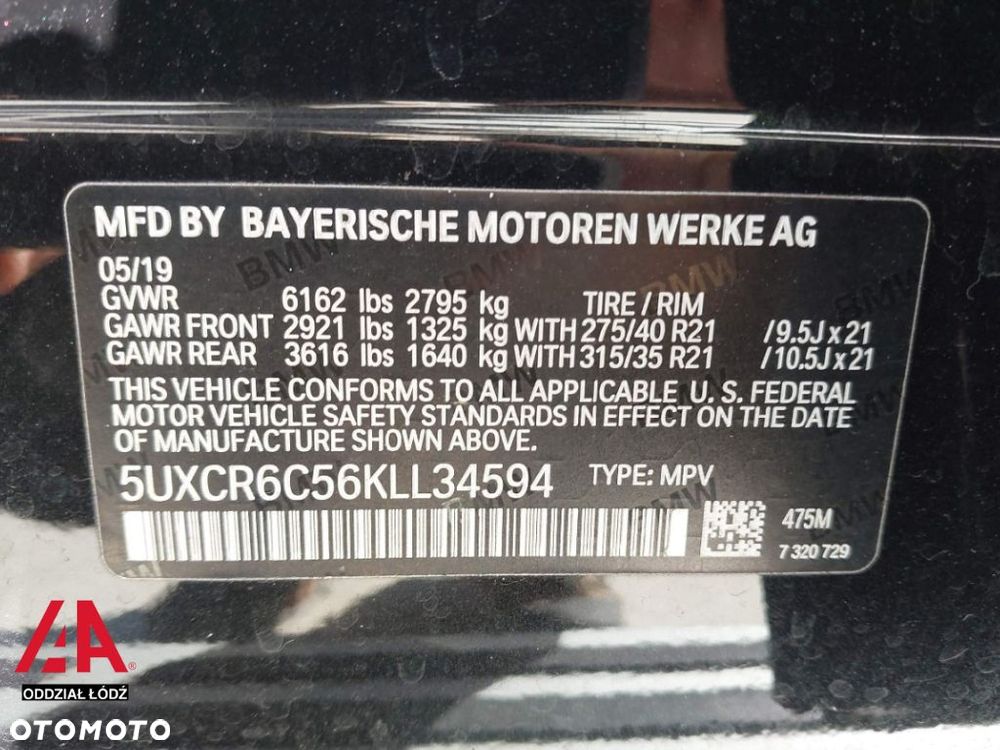 MFD BY BAYERISCHE MOTOREN WERKE AG
05/19
GVWR 6162 lbs 2795 kg TIRE / RIM
GAWR FRONT 2921 lbs 1325 kg WITH 275/40 R21 /9.5J x 21
GAWR REAR 3616 lbs 1640 kg WITH 315/35 R21 /10.5J x 21
THIS VEHICLE CONFORMS TO ALL APPLICABLE U. S. FEDERAL
MOTOR VEHICLE SAFETY STANDARDS IN EFFECT ON THE DATE
OF MANUFACTURE SHOWN ABOVE.
5UXCR6C56KLL34594 TYPE: MPV
475M
7 320 729
AAA
ODDZIAŁ ŁÓDŹ
OTOMOTO